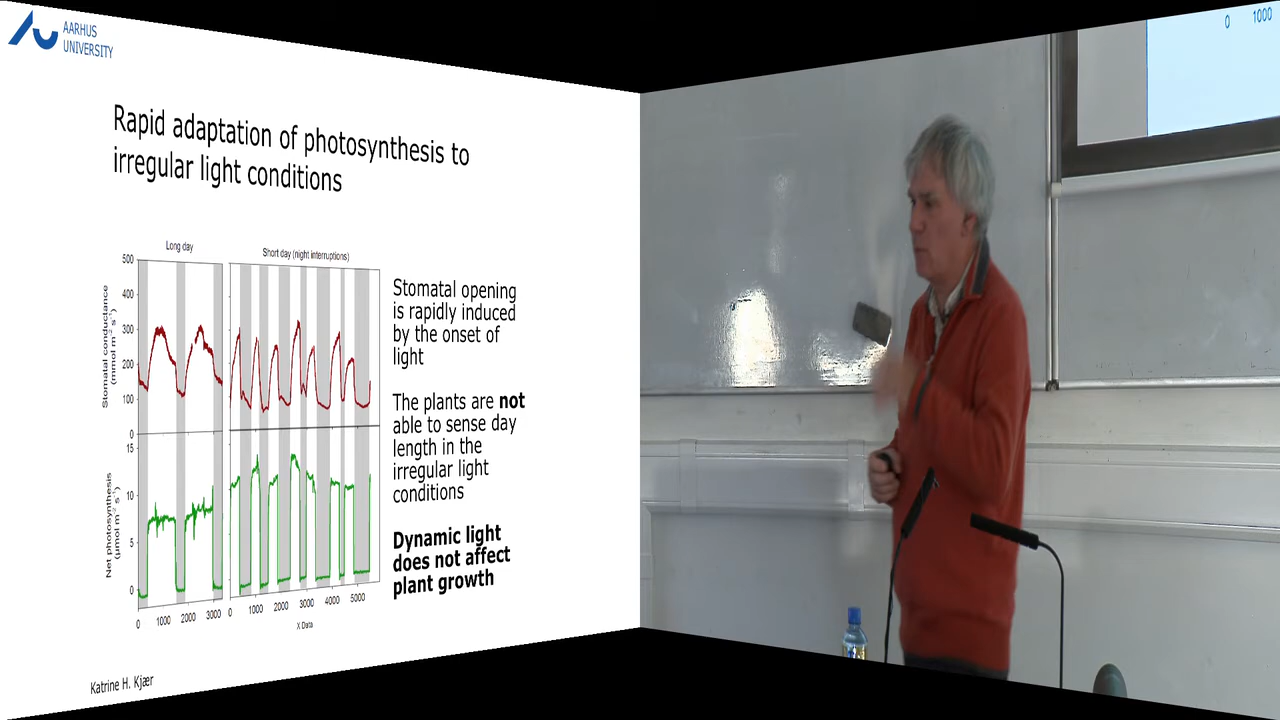 AARHUS
UNIVERSITY
Rapid adaptation of photosynthesis to
irregular light conditions
Long day
Short day (night interruptions)
500
400
300
200
100
0
Stomatal conductance
(mmol m⁻² s⁻¹)
15
10
5
0
Net photosynthesis
(µmol m⁻² s⁻¹)
0 1000 2000 3000
0 1000 2000 3000 4000 5000
X Data
Stomatal opening
is rapidly induced
by the onset of
light
The plants are not
able to sense day
length in the
irregular light
conditions
Dynamic light
does not affect
plant growth
Katrine H. Kjær
0 1000